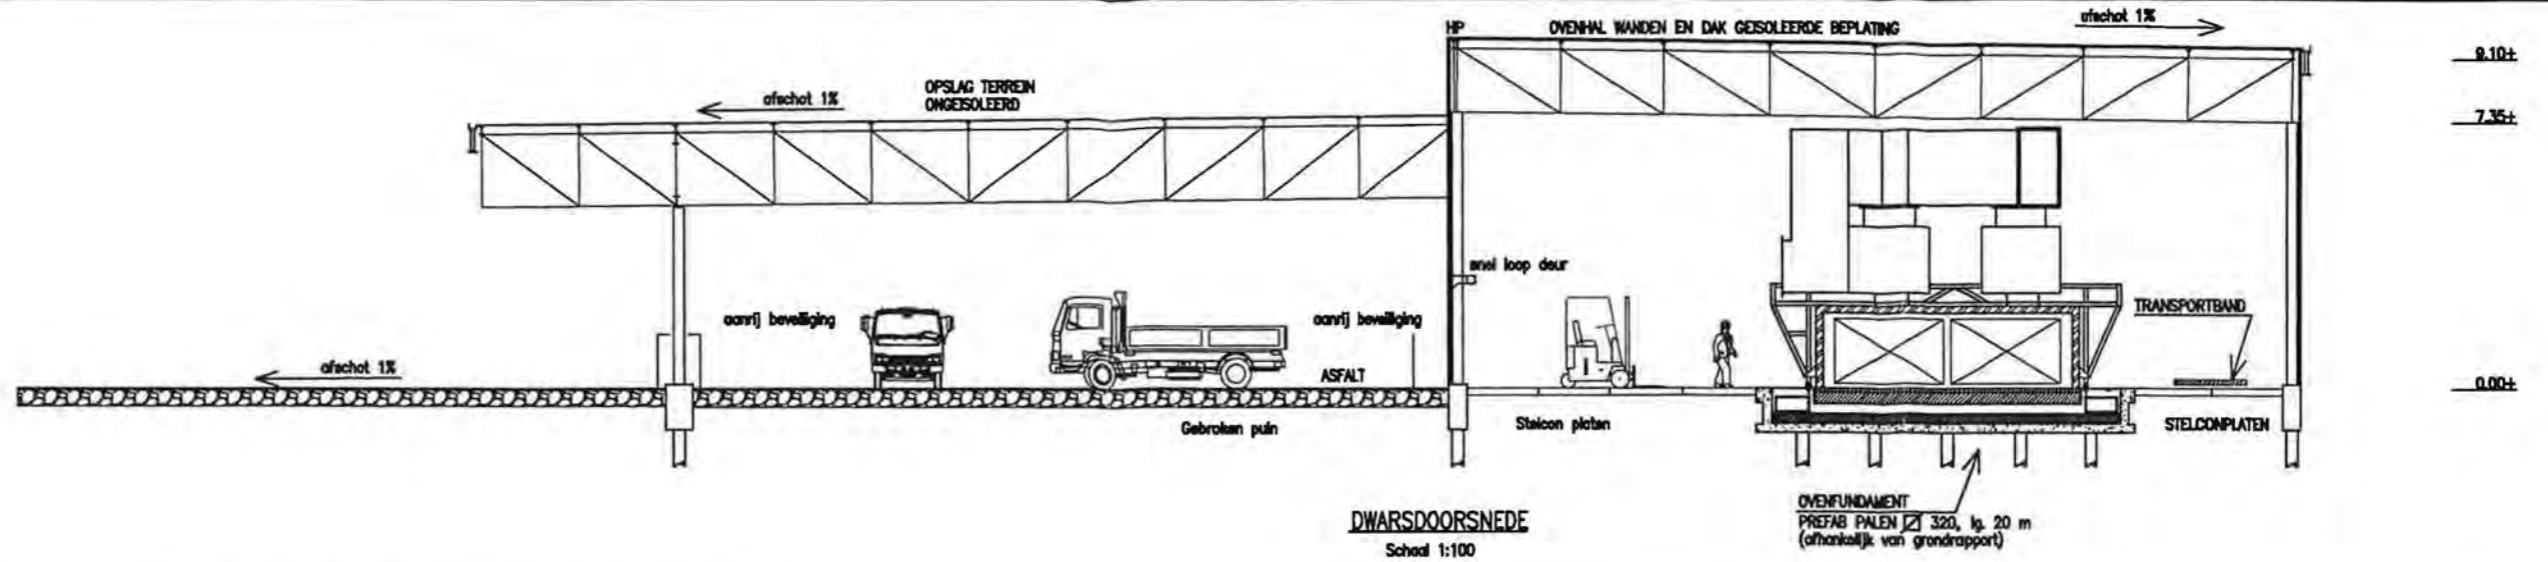 HP
OVENHAL WANDEN EN DAK GEISOLEERDE BEPLATING
afschot 1%
9.10±
OPSLAG TERREIN
ONGEISOLEERD
afschot 1%
7.35±
snel loop deur
aanrij beveiliging
aanrij beveiliging
TRANSPORTBAND
afschot 1%
ASFALT
0.00±
Gebroken puin
Stelcon platen
STELCONPLATEN
OVENFUNDAMENT
PREFAB PALEN 320, lg. 20 m
(afhankelijk van grondrapport)
DWARSDOORSNEDE
Schaal 1:100